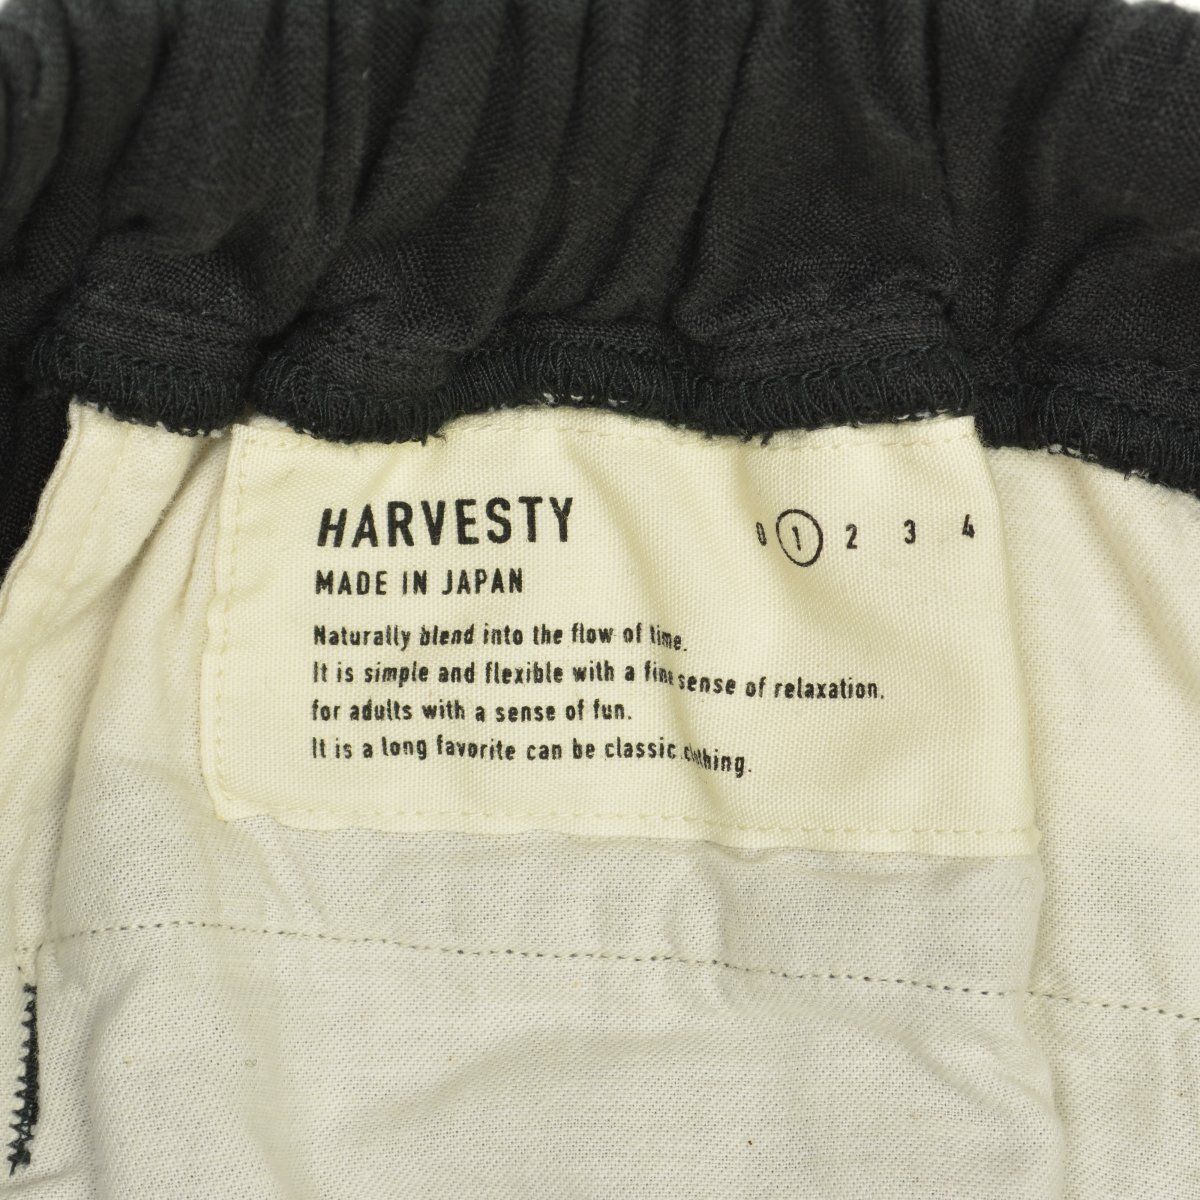 HARVESTY
0 1 2 3 4
MADE IN JAPAN
Naturally blend into the flow of time.
It is simple and flexible with a fine sense of relaxation.
for adults with a sense of fun.
It is a long favorite can be classic clothing.